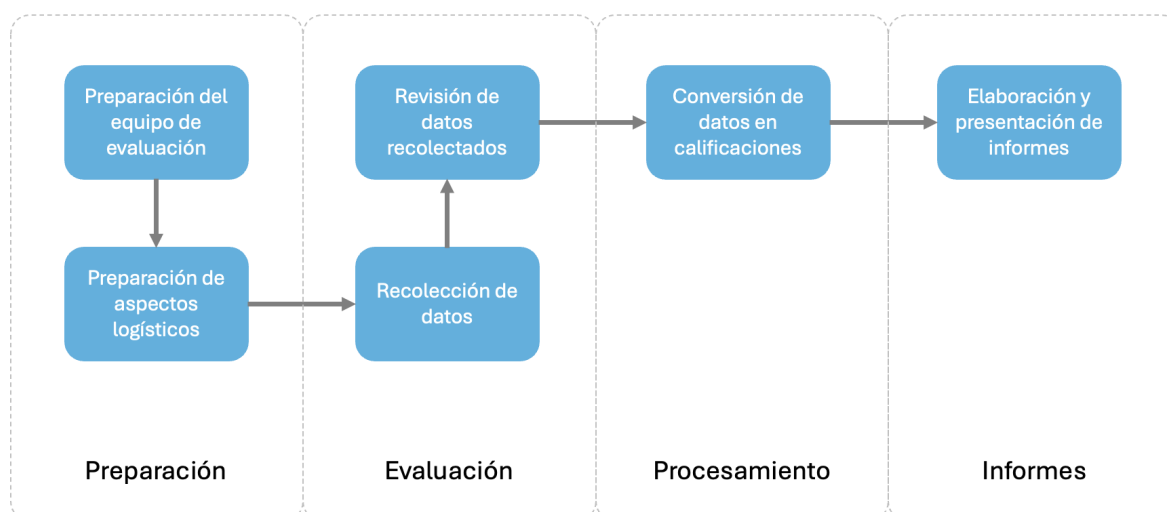 Preparación del
equipo de
evaluación
Preparación de
aspectos
logísticos
Recolección de
datos
Revisión de
datos
recolectados
Conversión de
datos en
calificaciones
Elaboración y
presentación de
informes
Preparación
Evaluación
Procesamiento
Informes